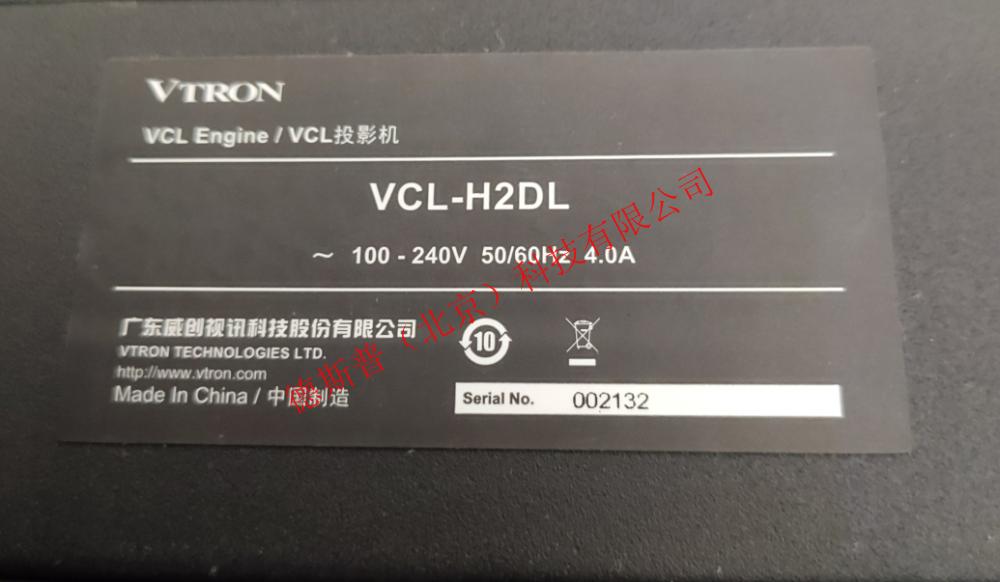 VTRON
VCL Engine / VCL投影机
VCL-H2DL
～ 100 - 240V 50/60Hz 4.0A
广东威创视讯科技股份有限公司
VTRON TECHNOLOGIES LTD.
http://www.vtron.com
Made In China / 中国制造
10
Serial No. 002132
德斯普（北京）科技有限公司